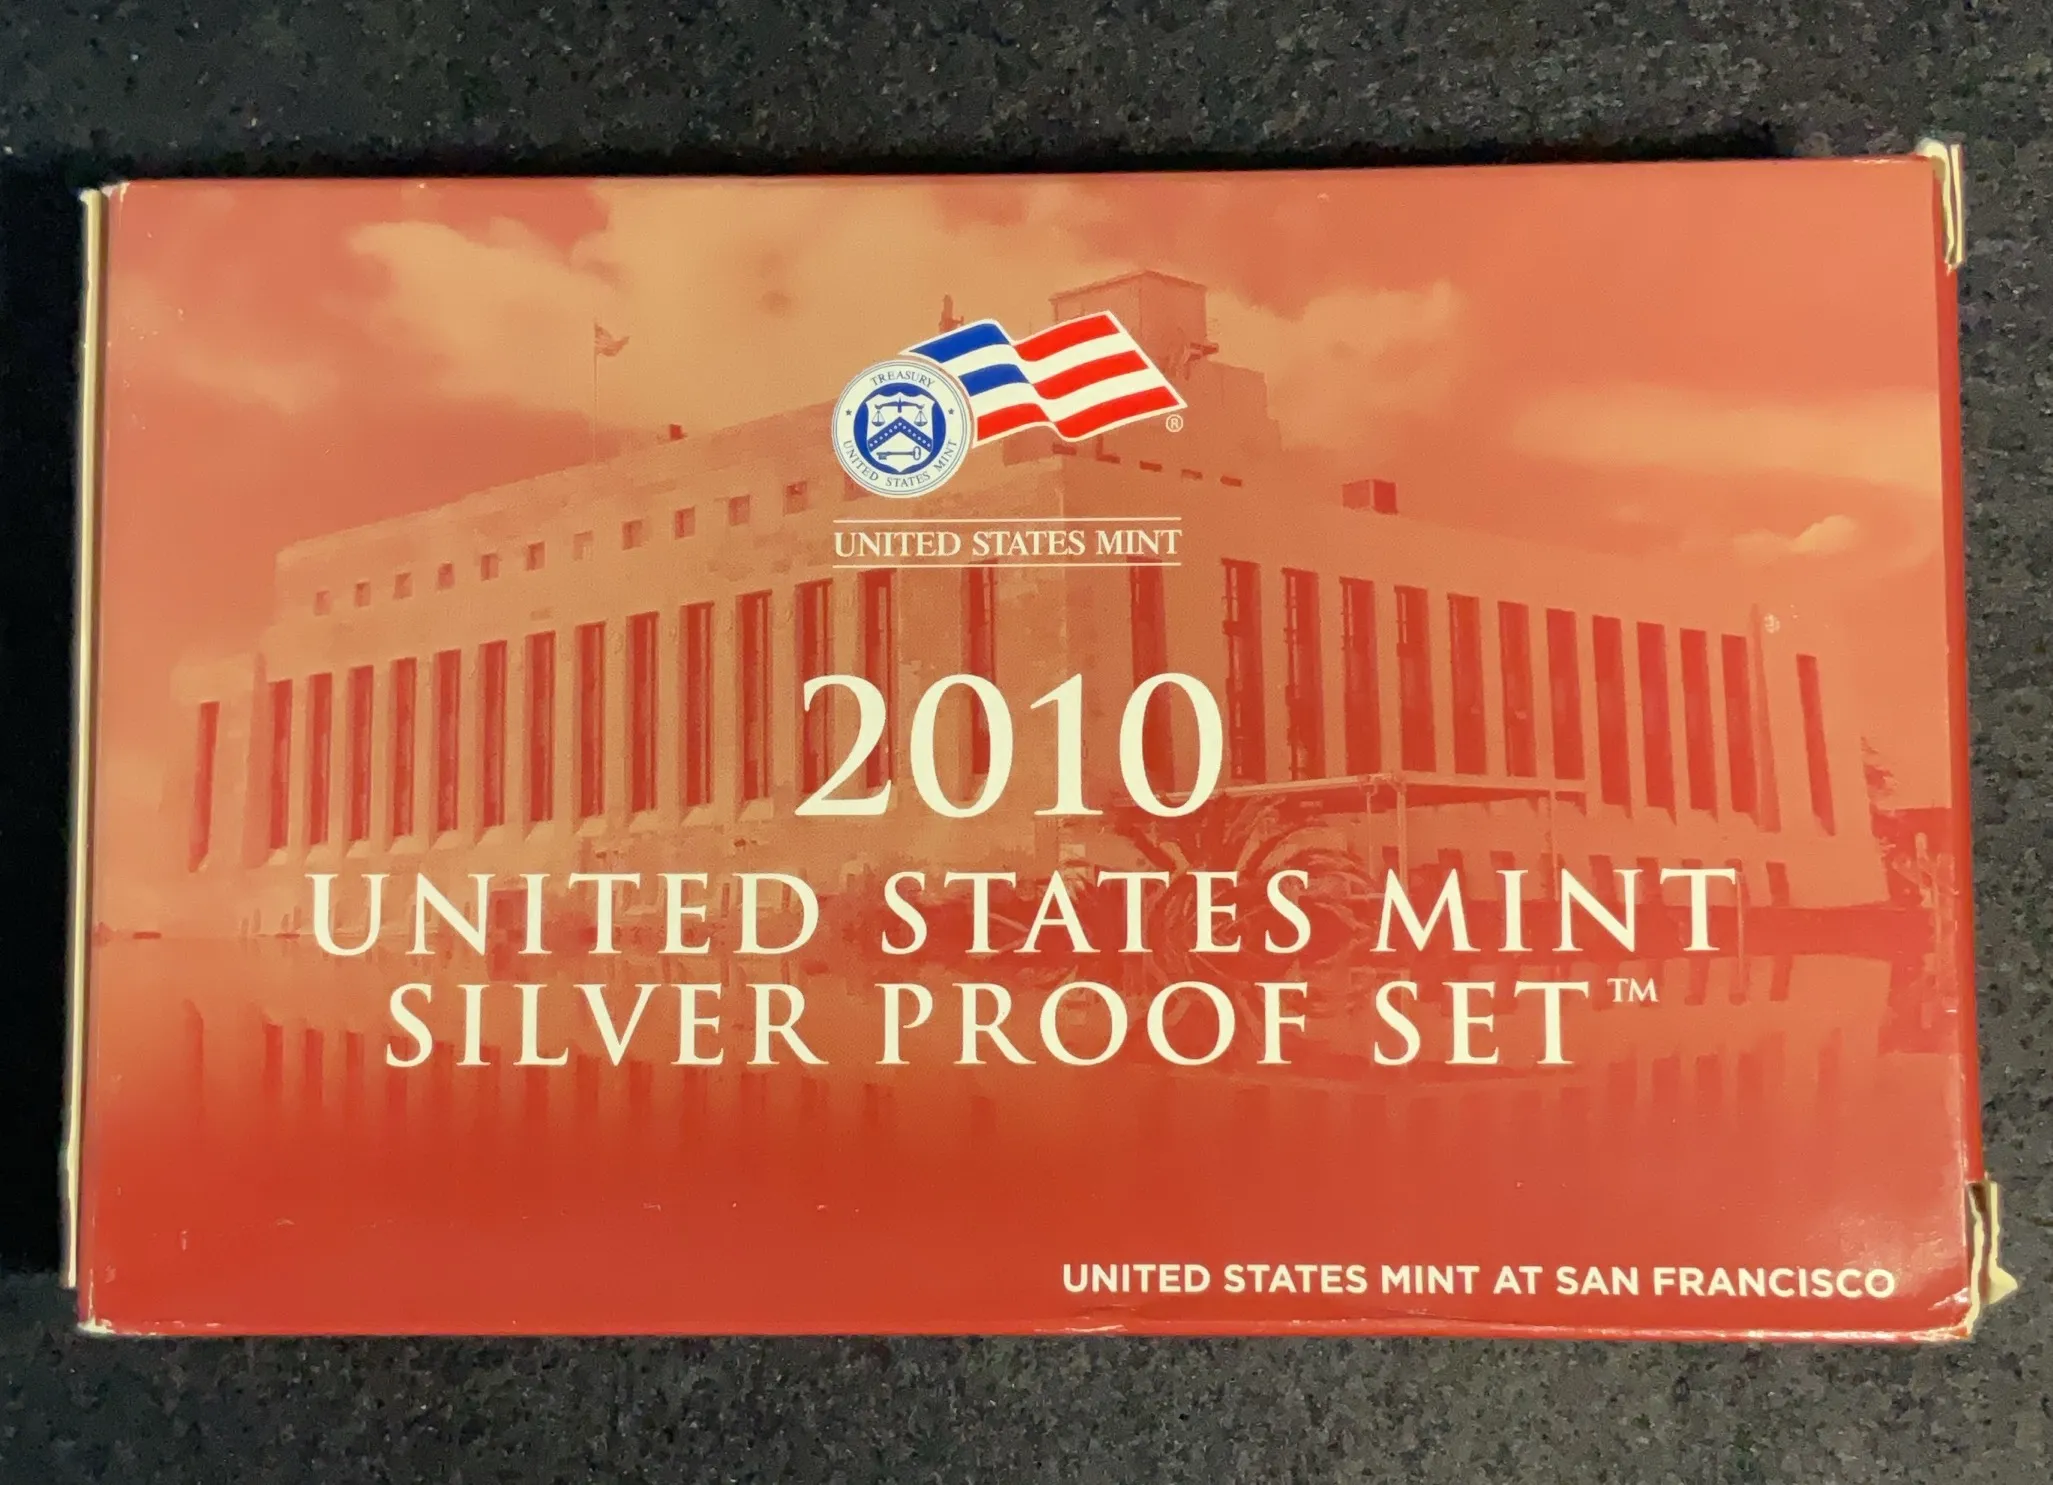 TREASURY
UNITED STATES MINT
®
UNITED STATES MINT
2010
UNITED STATES MINT
SILVER PROOF SET™
UNITED STATES MINT AT SAN FRANCISCO